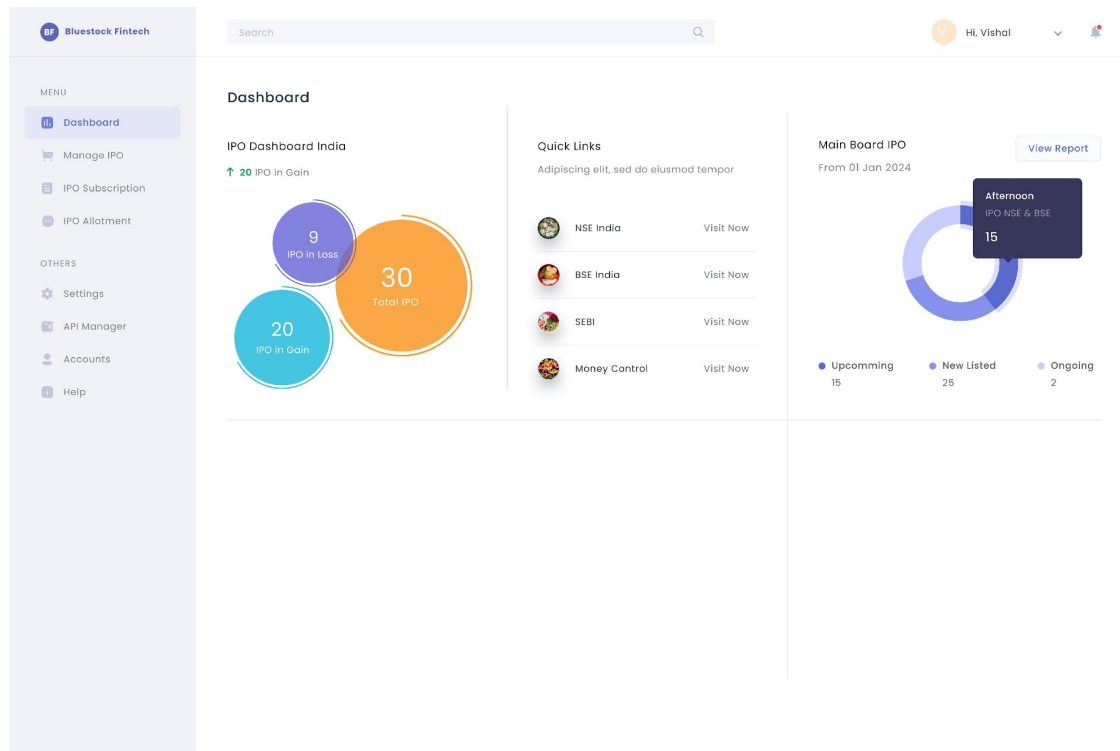 BF Bluestock Fintech
Search
V Hi, Vishal
MENU
Dashboard
Manage IPO
IPO Subscription
IPO Allotment
OTHERS
Settings
API Manager
Accounts
Help
Dashboard
IPO Dashboard India
20 IPO in Gain
9
IPO in Loss
30
Total IPO
20
IPO in Gain
Quick Links
Adipiscing elit, sed do eiusmod tempor
NSE India Visit Now
BSE India Visit Now
SEBI Visit Now
Money Control Visit Now
Main Board IPO
View Report
From 01 Jan 2024
Afternoon
IPO NSE & BSE
15
Upcomming New Listed Ongoing
15 25 2